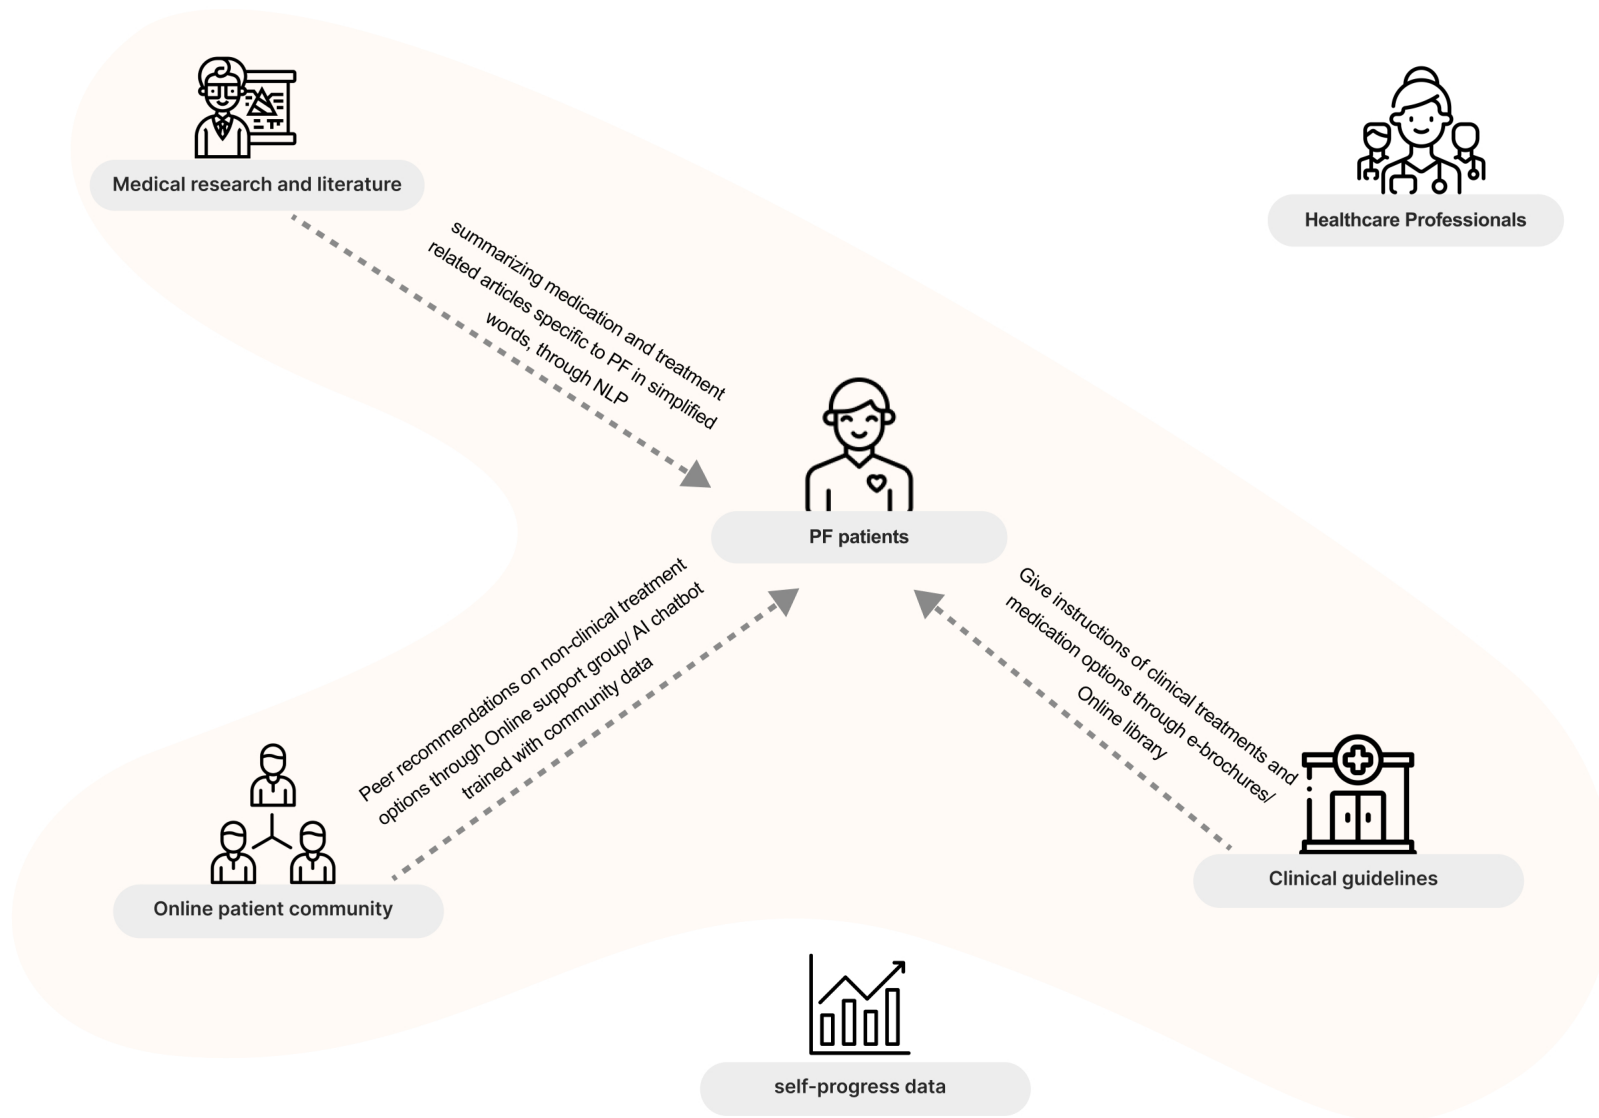 Medical research and literature
Healthcare Professionals
summarizing medication and treatment
related articles specific to PF in simplified
words, through NLP
PF patients
Peer recommendations on non-clinical treatment
options through Online support group/ AI chatbot
trained with community data
Give instructions of clinical treatments and
medication options through e-brochures/
Online library
Online patient community
Clinical guidelines
self-progress data